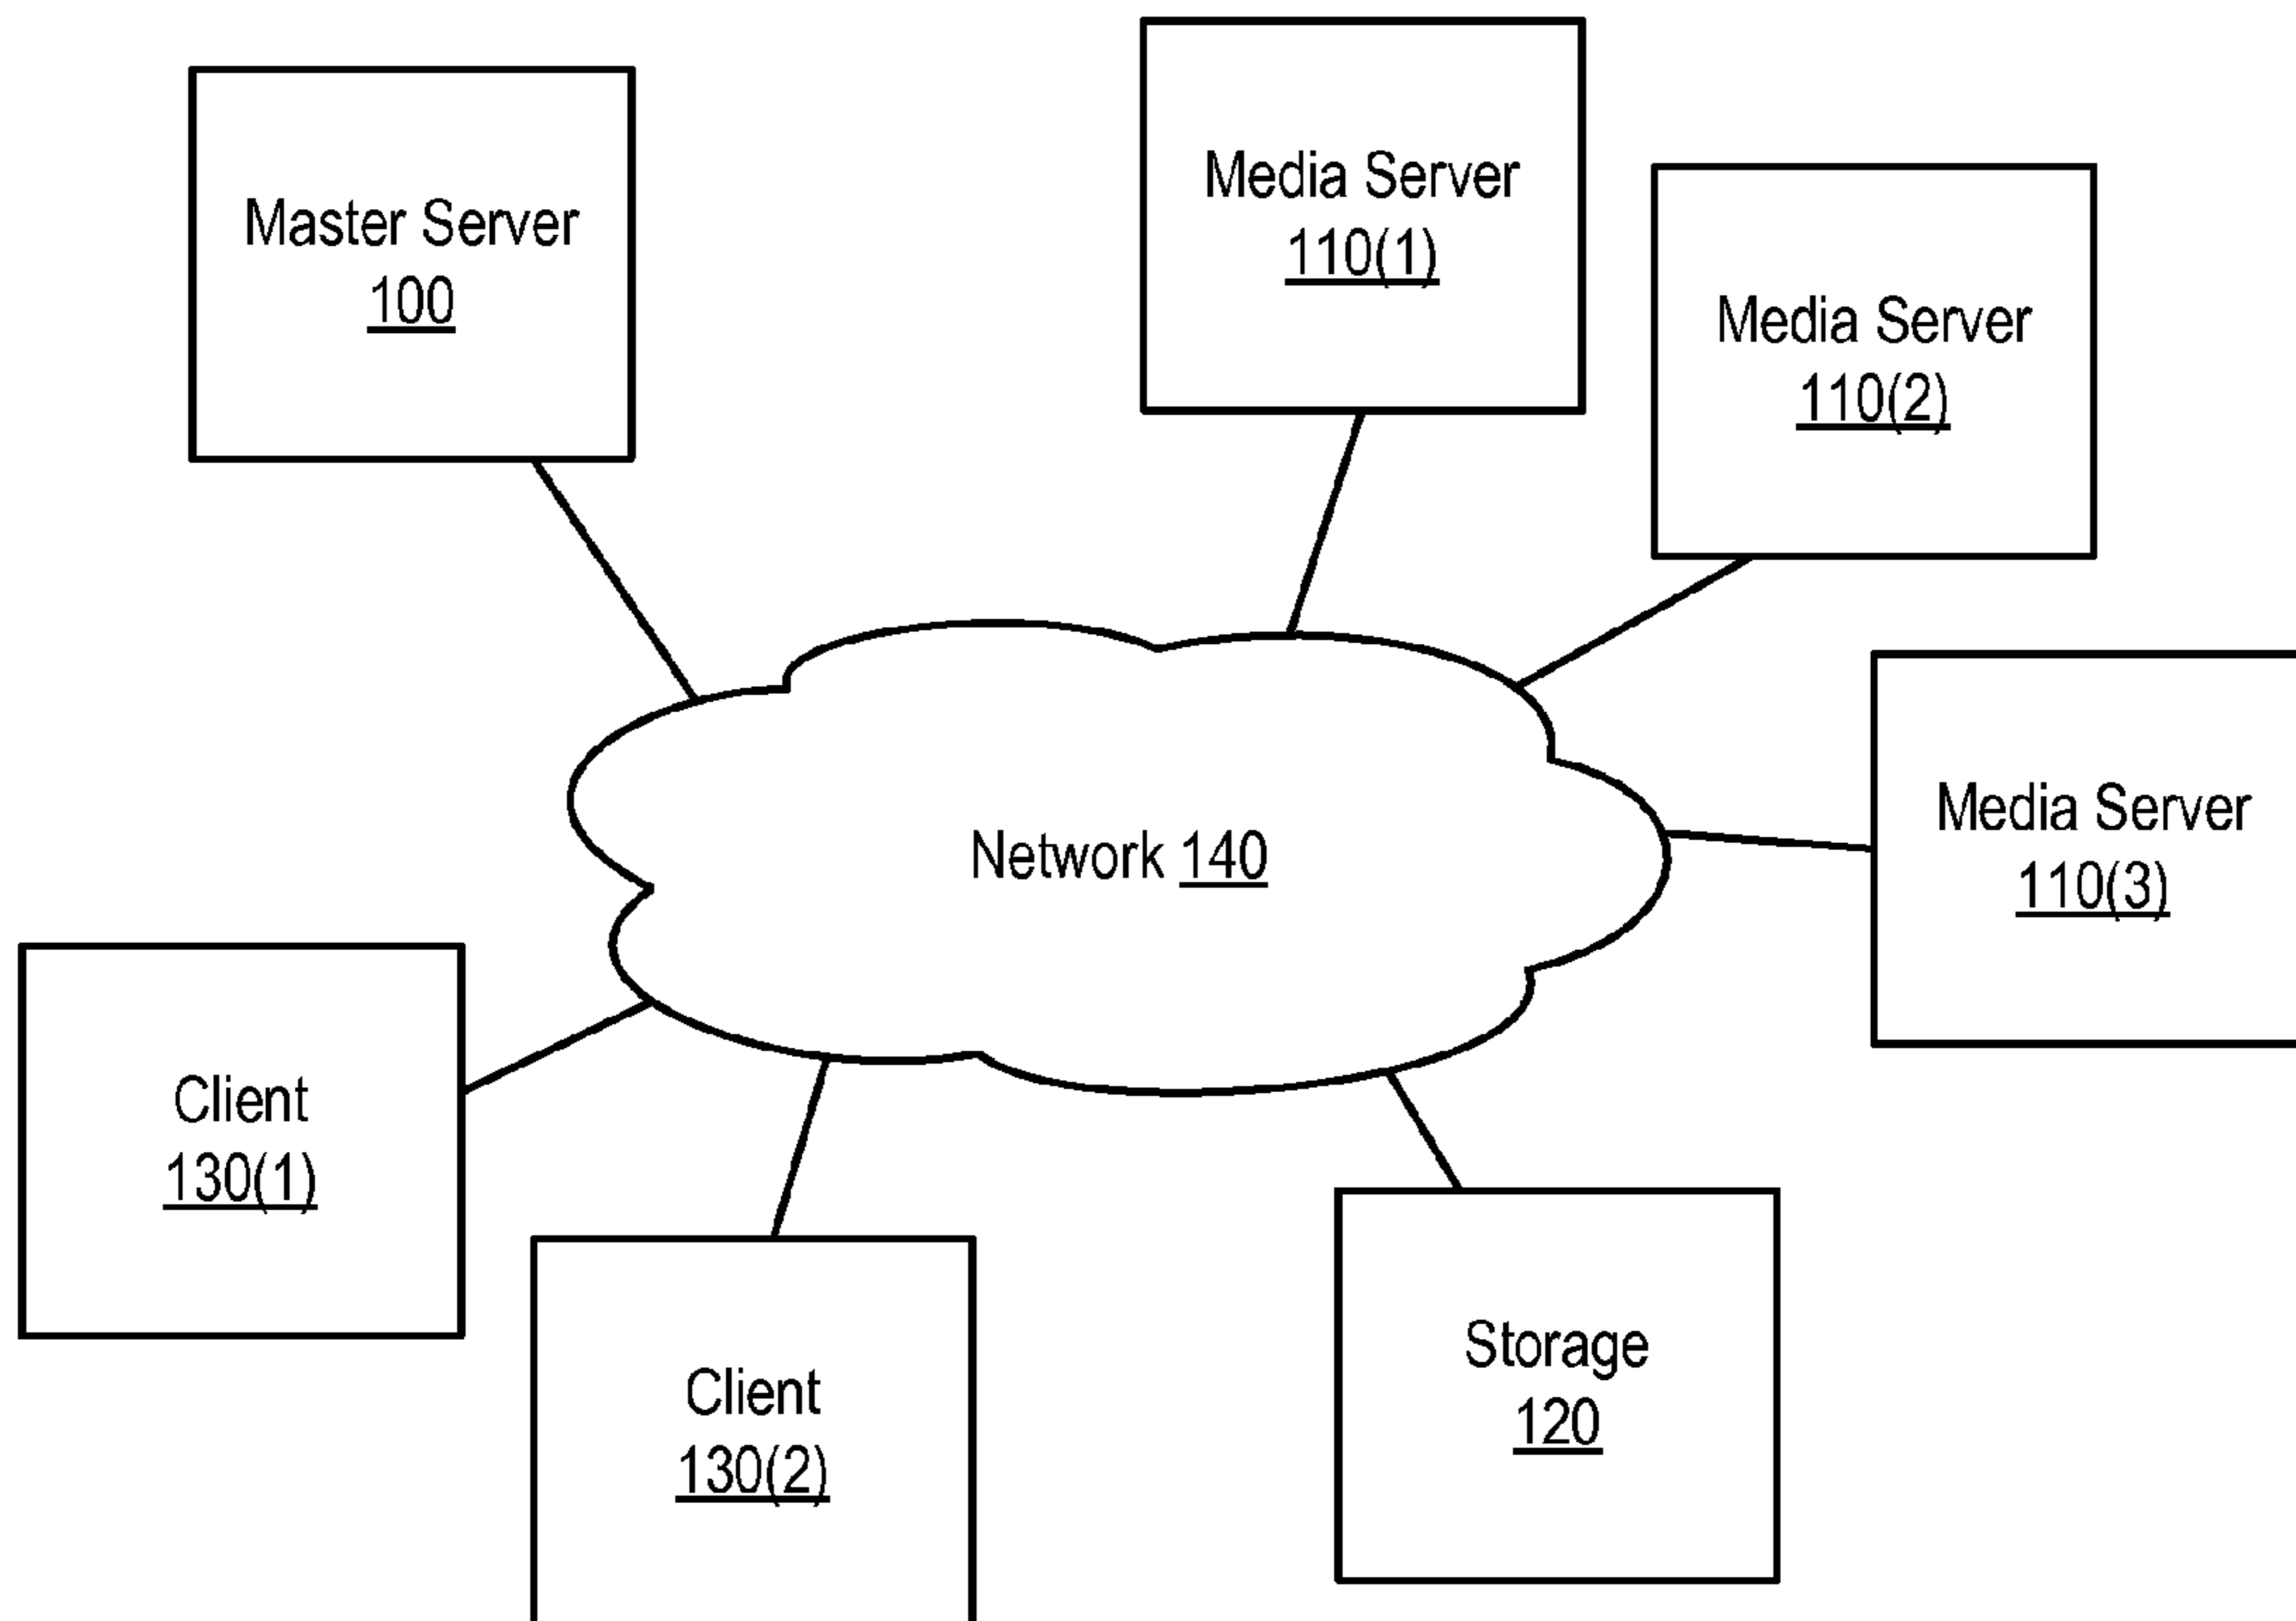 Master Server
100
Media Server
110(1)
Media Server
110(2)
Media Server
110(3)
Network 140
Client
130(1)
Client
130(2)
Storage
120